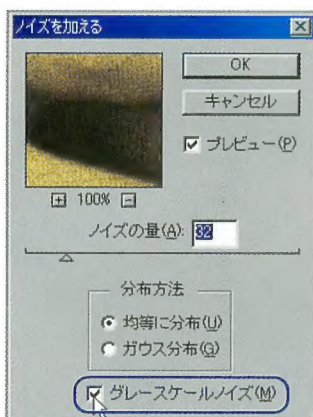 ノイズを加える
OK
キャンセル
プレビュー(P)
100%
ノイズの量(A): 32
分布方法
均等に分布(U)
ガウス分布(G)
グレースケールノイズ(M)